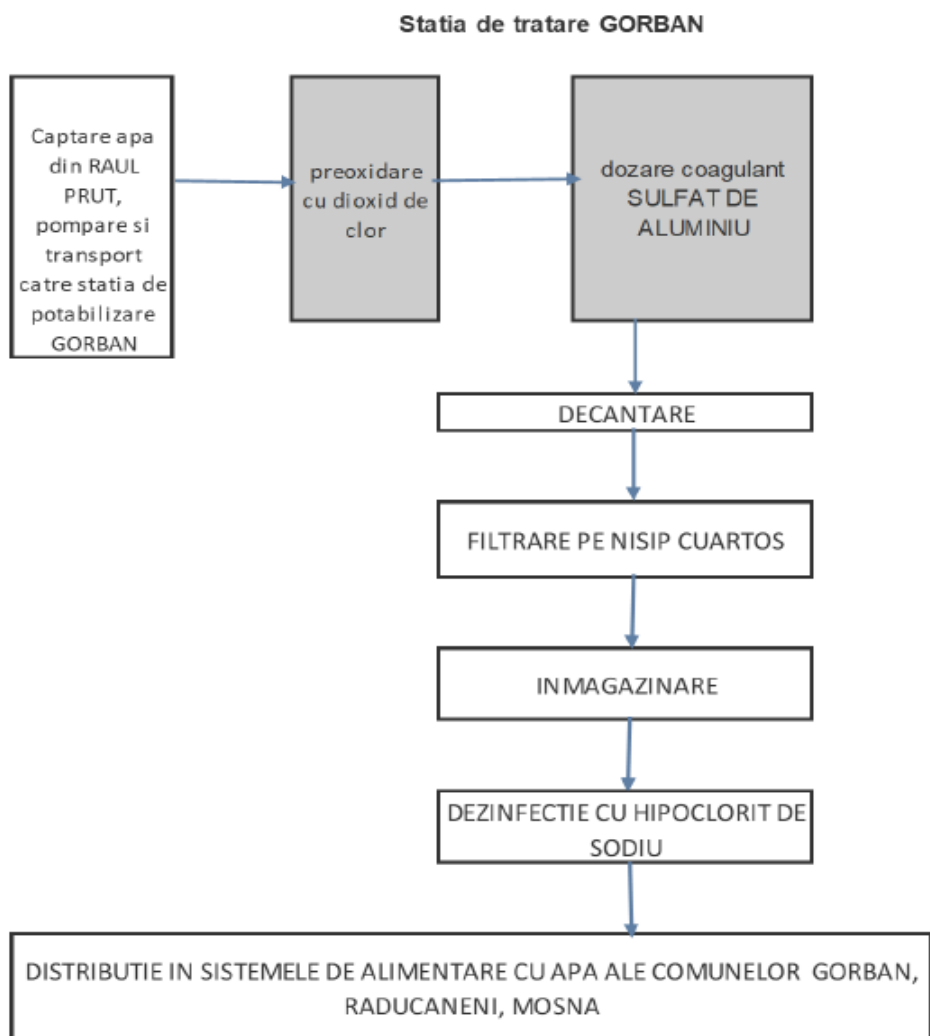 Statia de tratare GORBAN
Captare apa
din RAUL
PRUT,
pompare si
transport
catre statia de
potabilizare
GORBAN
preoxidare
cu dioxid de
clor
dozare coagulant
SULFAT DE
ALUMINIU
DECANTARE
FILTRARE PE NISIP CUARTOS
INMAGAZINARE
DEZINFECTIE CU HIPOCLORIT DE
SODIU
DISTRIBUTIE IN SISTEMELE DE ALIMENTARE CU APA ALE COMUNELOR GORBAN,
RADUCANENI, MOSNA